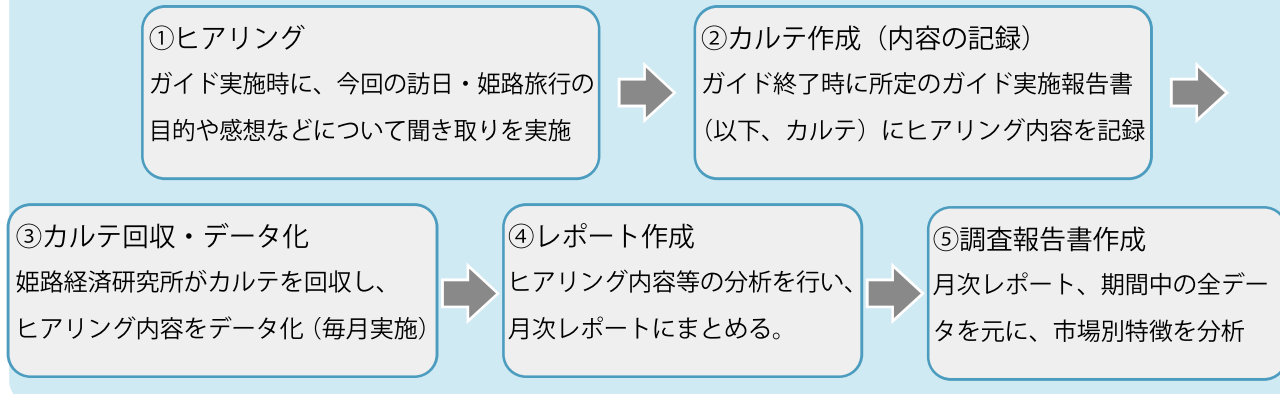 ①ヒアリング
ガイド実施時に、今回の訪日・姫路旅行の
目的や感想などについて聞き取りを実施
②カルテ作成（内容の記録）
ガイド終了時に所定のガイド実施報告書
（以下、カルテ）にヒアリング内容を記録
③カルテ回収・データ化
姫路経済研究所がカルテを回収し、
ヒアリング内容をデータ化（毎月実施）
④レポート作成
ヒアリング内容等の分析を行い、
月次レポートにまとめる。
⑤調査報告書作成
月次レポート、期間中の全デー
タを元に、市場別特徴を分析